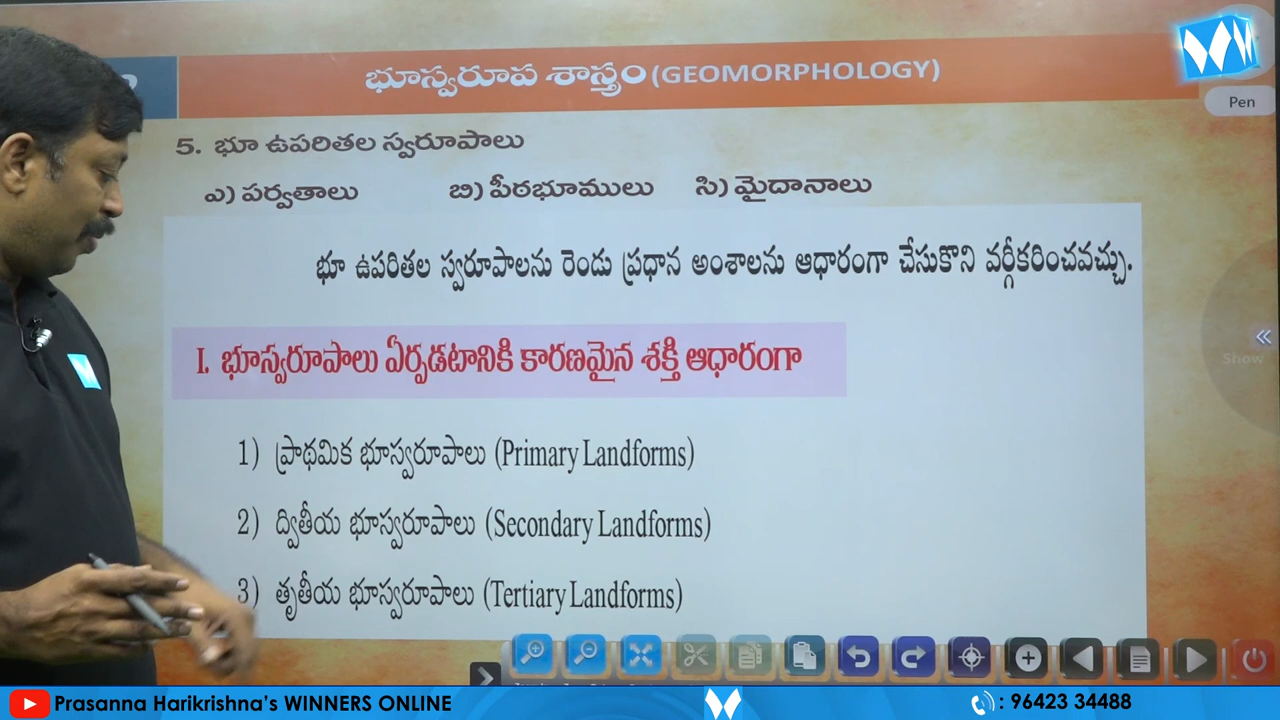 భూస్వరూప శాస్త్రం (GEOMORPHOLOGY)
Pen
5. భూ ఉపరితల స్వరూపాలు
ఎ) పర్వతాలు బి) పీఠభూములు సి) మైదానాలు
భూ ఉపరితల స్వరూపాలను రెండు ప్రధాన అంశాలను ఆధారంగా చేసుకొని వర్గీకరించవచ్చు.
Show
I. భూస్వరూపాలు ఏర్పడటానికి కారణమైన శక్తి ఆధారంగా
1) ప్రాథమిక భూస్వరూపాలు (Primary Landforms)
2) ద్వితీయ భూస్వరూపాలు (Secondary Landforms)
3) తృతీయ భూస్వరూపాలు (Tertiary Landforms)
Prasanna Harikrishna's WINNERS ONLINE
: 96423 34488